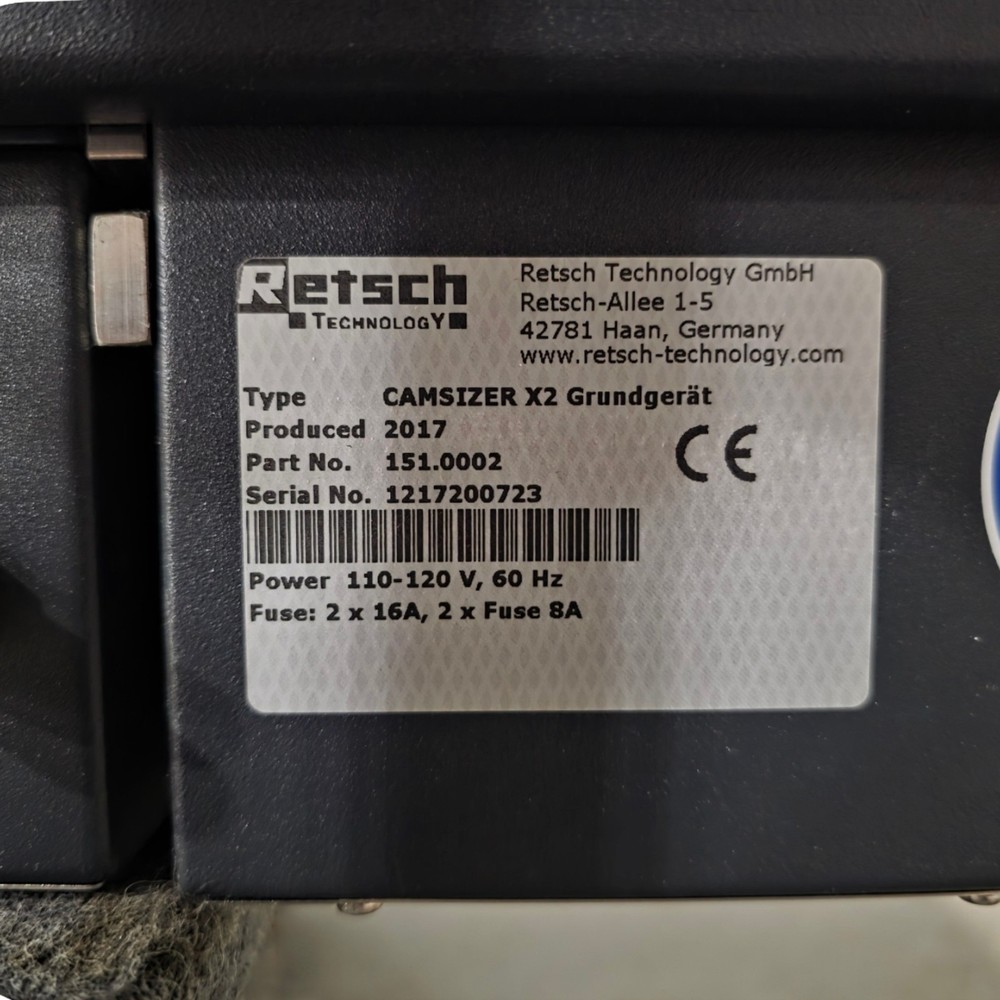 Retsch
TECHNOLOGY
Retsch Technology GmbH
Retsch-Allee 1-5
42781 Haan, Germany
www.retsch-technology.com
Type CAMSIZER X2 Grundgerät
Produced 2017
Part No. 151.0002
Serial No. 1217200723
CE
Power 110-120 V, 60 Hz
Fuse: 2 x 16A, 2 x Fuse 8A